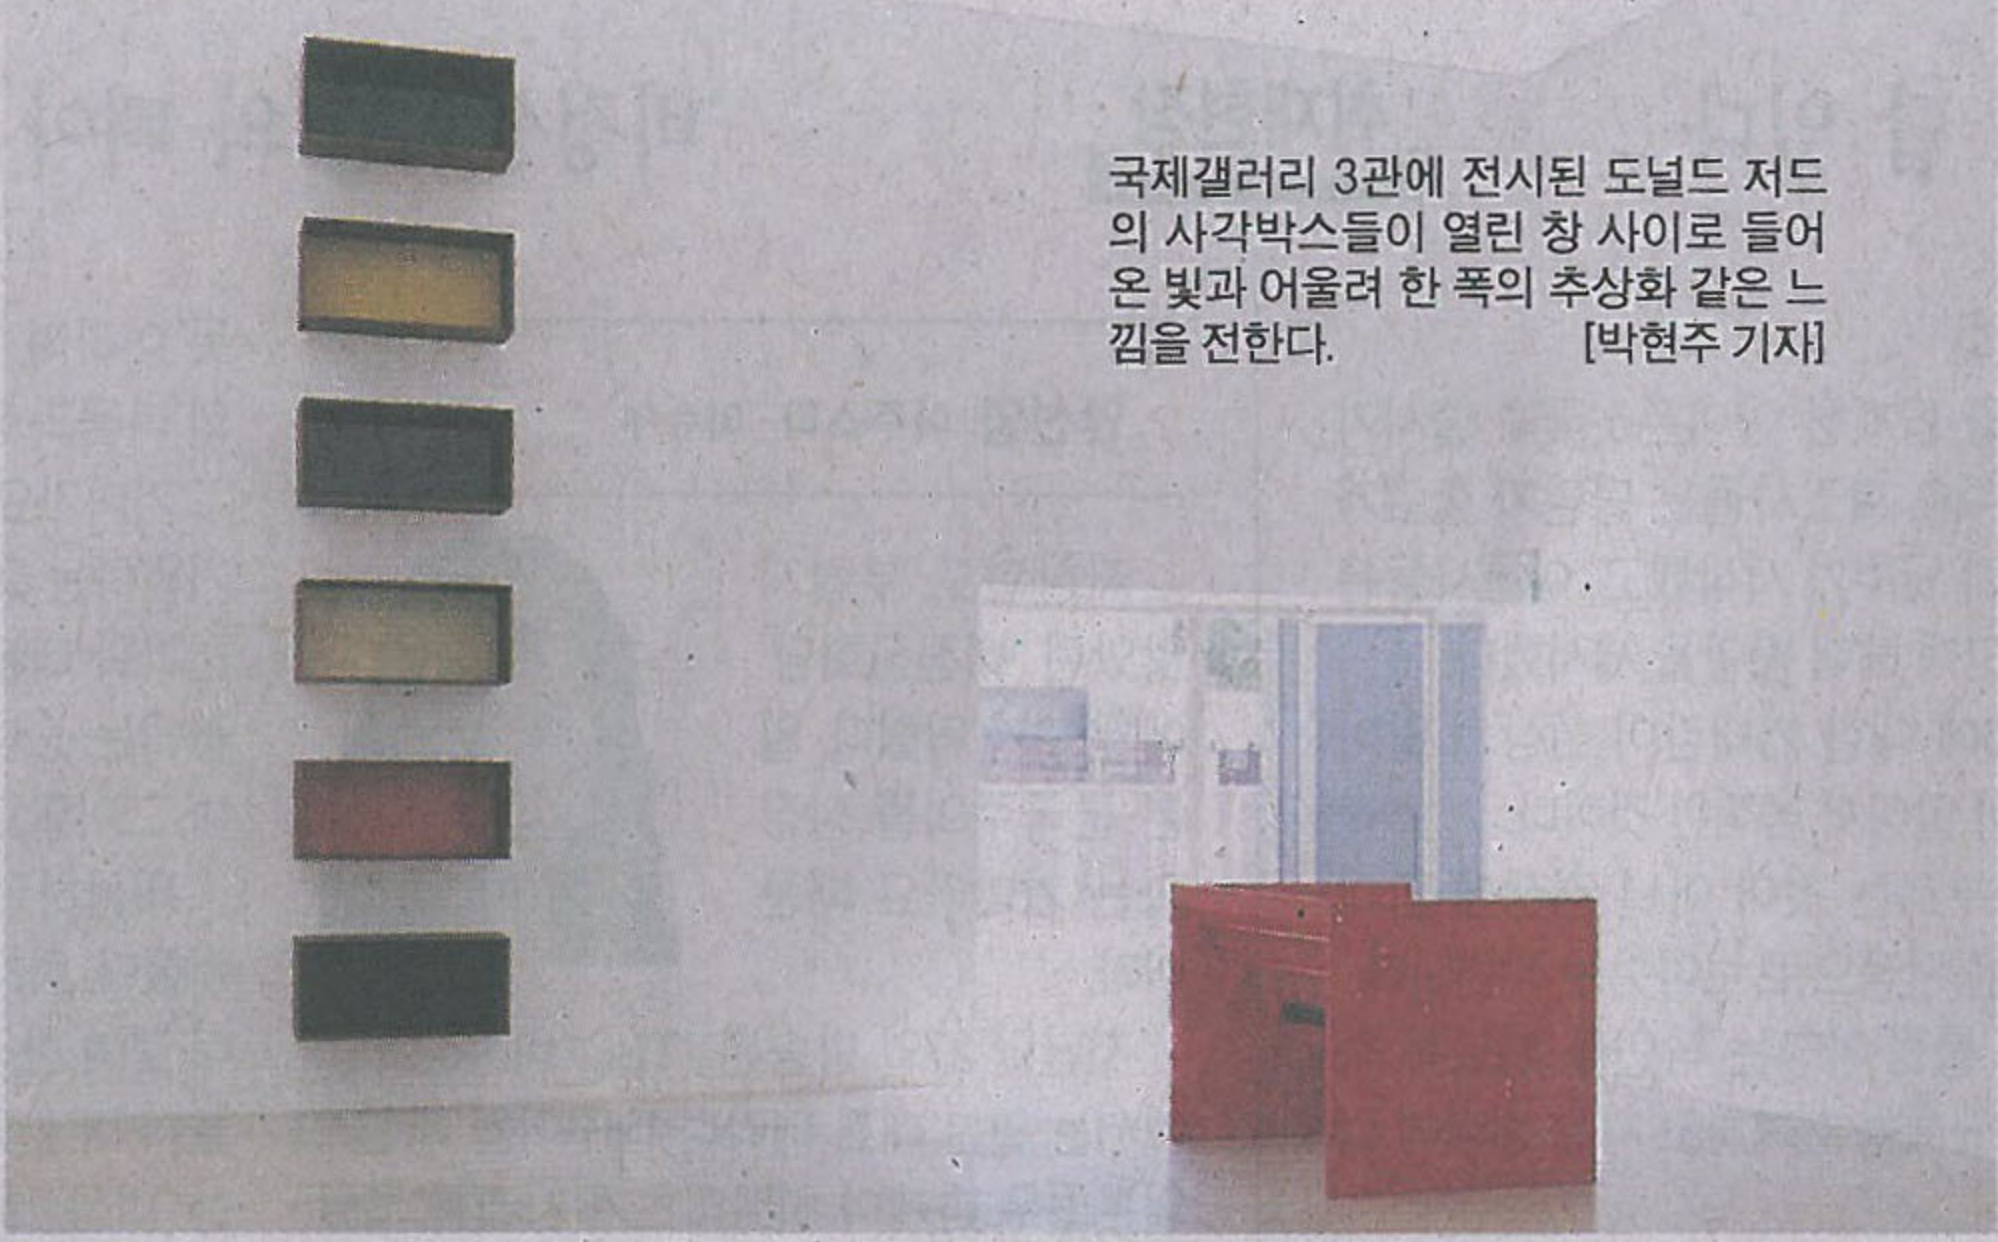 국제갤러리 3관에 전시된 도널드 저드
의 사각박스들이 열린 창 사이로 들어
온 빛과 어울려 한 폭의 추상화 같은 느
낌을 전한다. [박현주 기자]